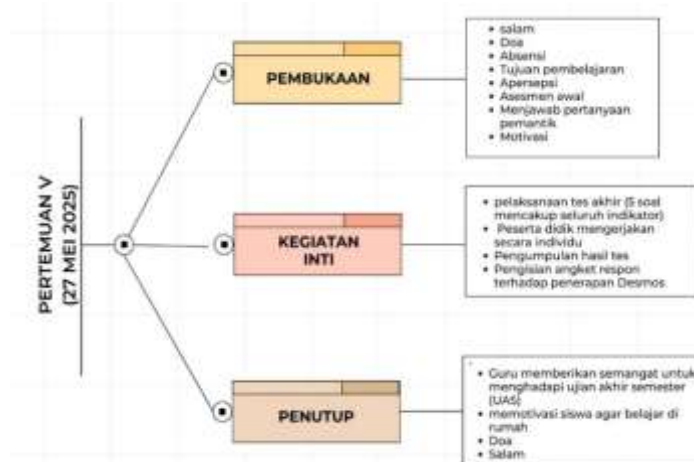 PERTEMUAN V
(27 MEI 2025)
PEMBUKAAN
• salam
• Doa
• Absensi
• Tujuan pembelajaran
• Apersepsi
• Asesmen awal
• Menjawab pertanyaan
pemantik
• Motivasi
KEGIATAN
INTI
• pelaksanaan tes akhir (5 soal
mencakup seluruh indikator)
• Peserta didik mengerjakan
secara individu
• Pengumpulan hasil tes
• Pengisian angket respon
terhadap penerapan Desmos
PENUTUP
• Guru memberikan semangat untuk
menghadapi ujian akhir semester
(UAS)
• memotivasi siswa agar belajar di
rumah
• Doa
• Salam